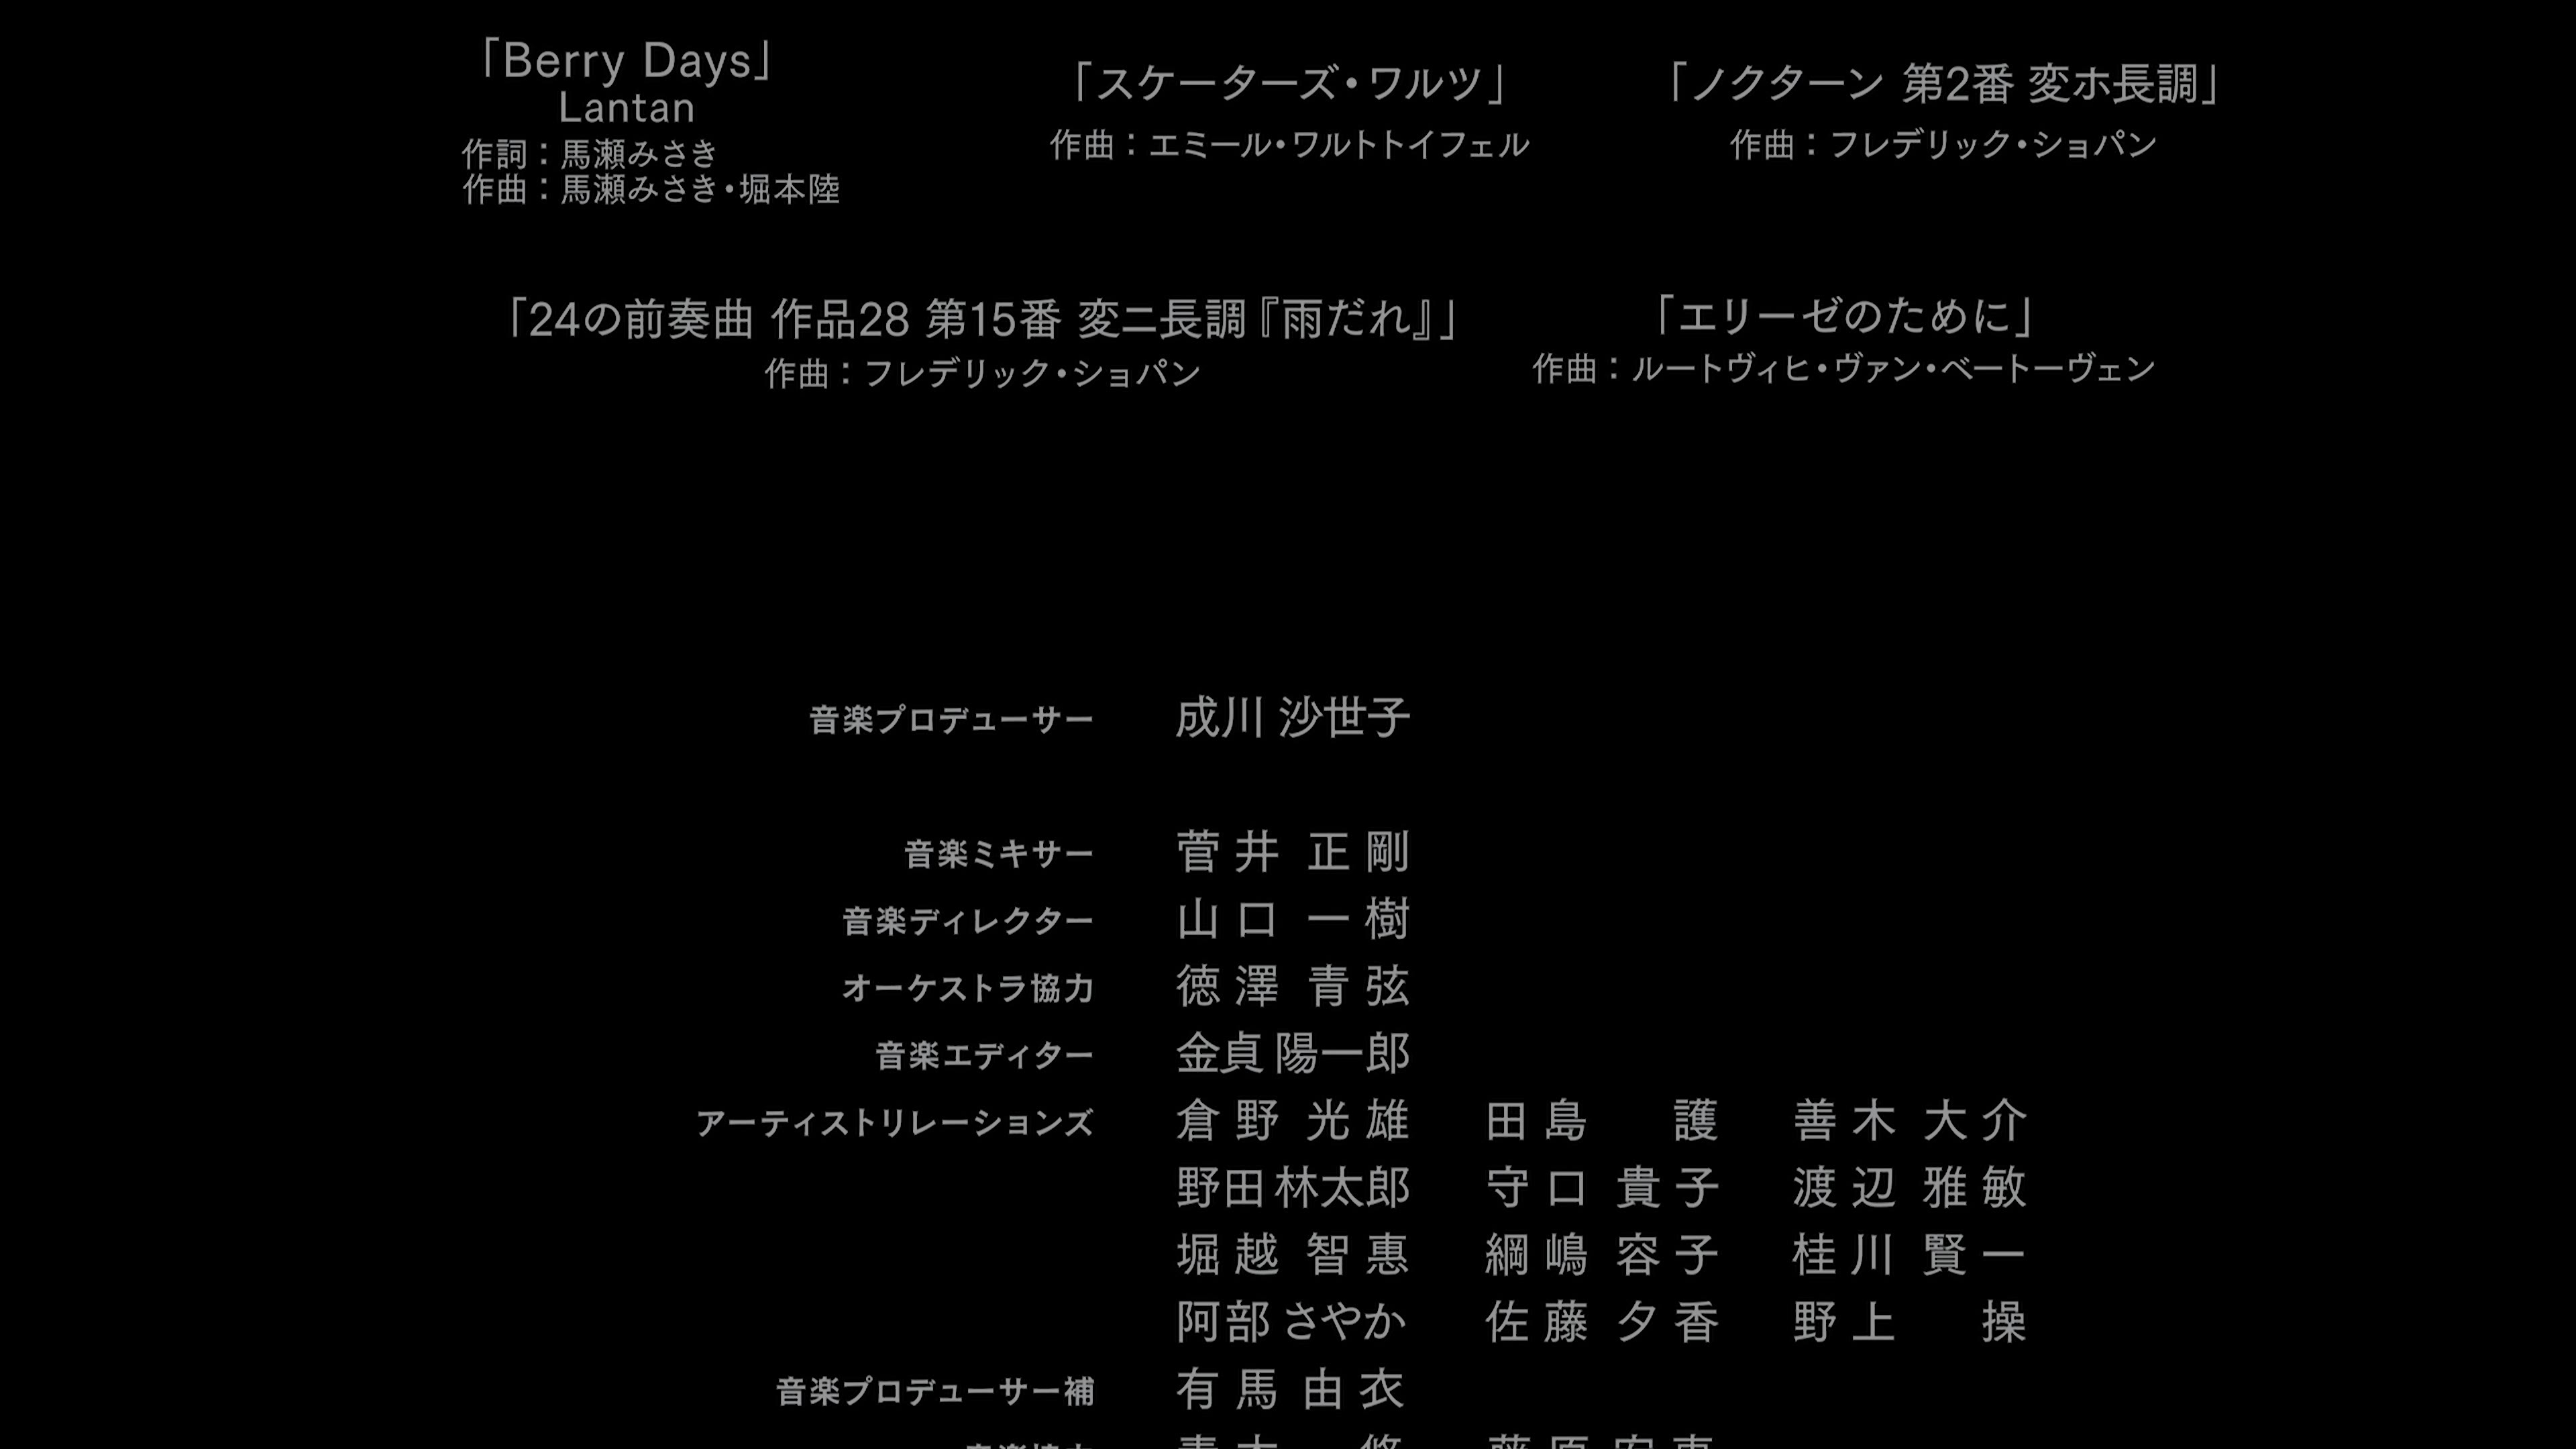 「Berry Days」
Lantan
作詞：馬瀬みさき
作曲：馬瀬みさき・堀本陸
「スケーターズ・ワルツ」
作曲：エミール・ワルトトイフェル
「ノクターン 第2番 変ホ長調」
作曲：フレデリック・ショパン
「24の前奏曲 作品28 第15番 変ニ長調『雨だれ』」
作曲：フレデリック・ショパン
「エリーゼのために」
作曲：ルートヴィヒ・ヴァン・ベートーヴェン
音楽プロデューサー 成川 沙世子
音楽ミキサー 菅井 正剛
音楽ディレクター 山口 一樹
オーケストラ協力 徳澤 青弦
音楽エディター 金貞 陽一郎
アーティストリレーションズ 倉野 光雄 田島 護 善木 大介
野田 林太郎 守口 貴子 渡辺 雅敏
堀越 智惠 綱嶋 容子 桂川 賢一
阿部 さやか 佐藤 夕香 野上 操
音楽プロデューサー補 有馬 由衣